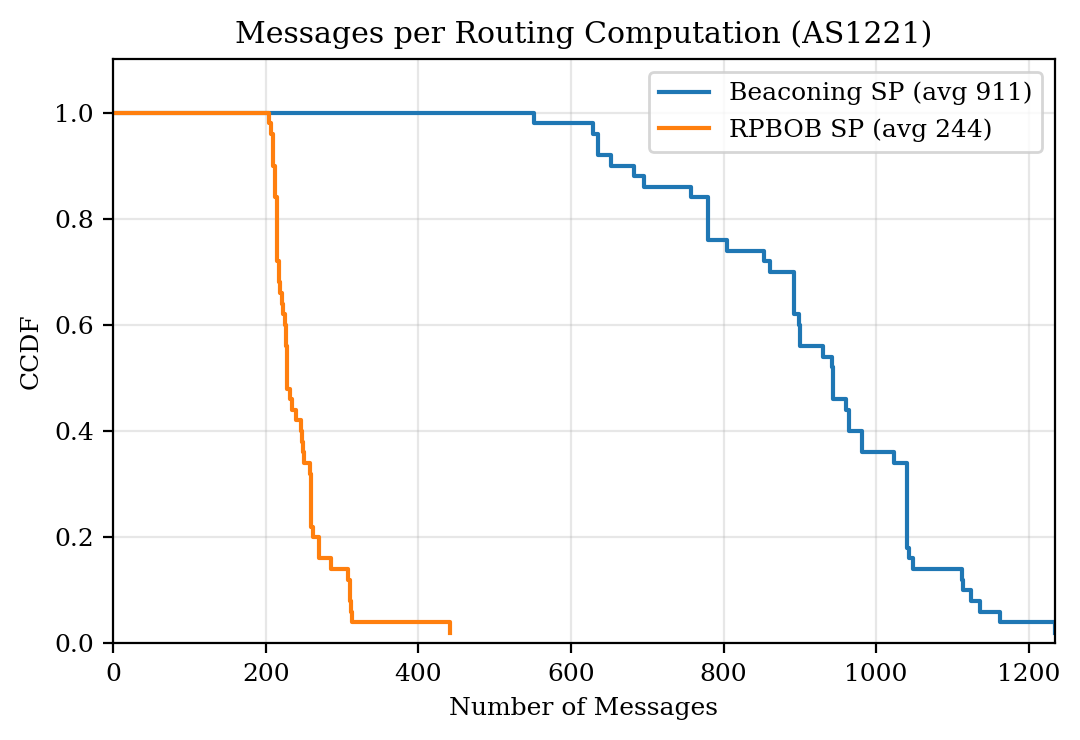 Messages per Routing Computation (AS1221)
Beaconing SP (avg 911)
RPBOB SP (avg 244)
CCDF
1.0
0.8
0.6
0.4
0.2
0.0
0 200 400 600 800 1000 1200
Number of Messages